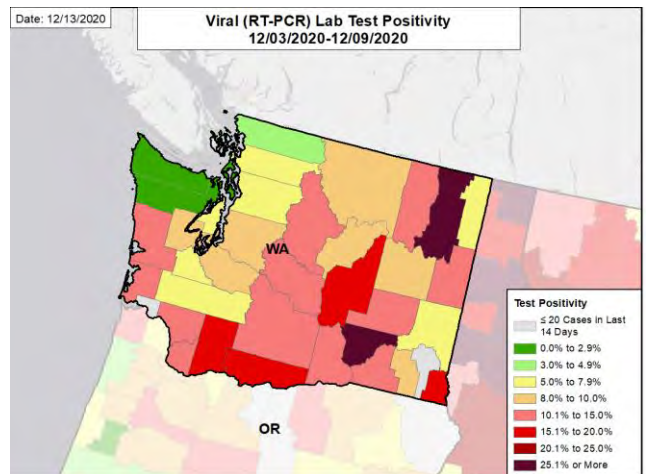 Date: 12/13/2020
Viral (RT-PCR) Lab Test Positivity
12/03/2020-12/09/2020
WA
OR
Test Positivity
≤ 20 Cases in Last
14 Days
0.0% to 2.9%
3.0% to 4.9%
5.0% to 7.9%
8.0% to 10.0%
10.1% to 15.0%
15.1% to 20.0%
20.1% to 25.0%
25.1% or More